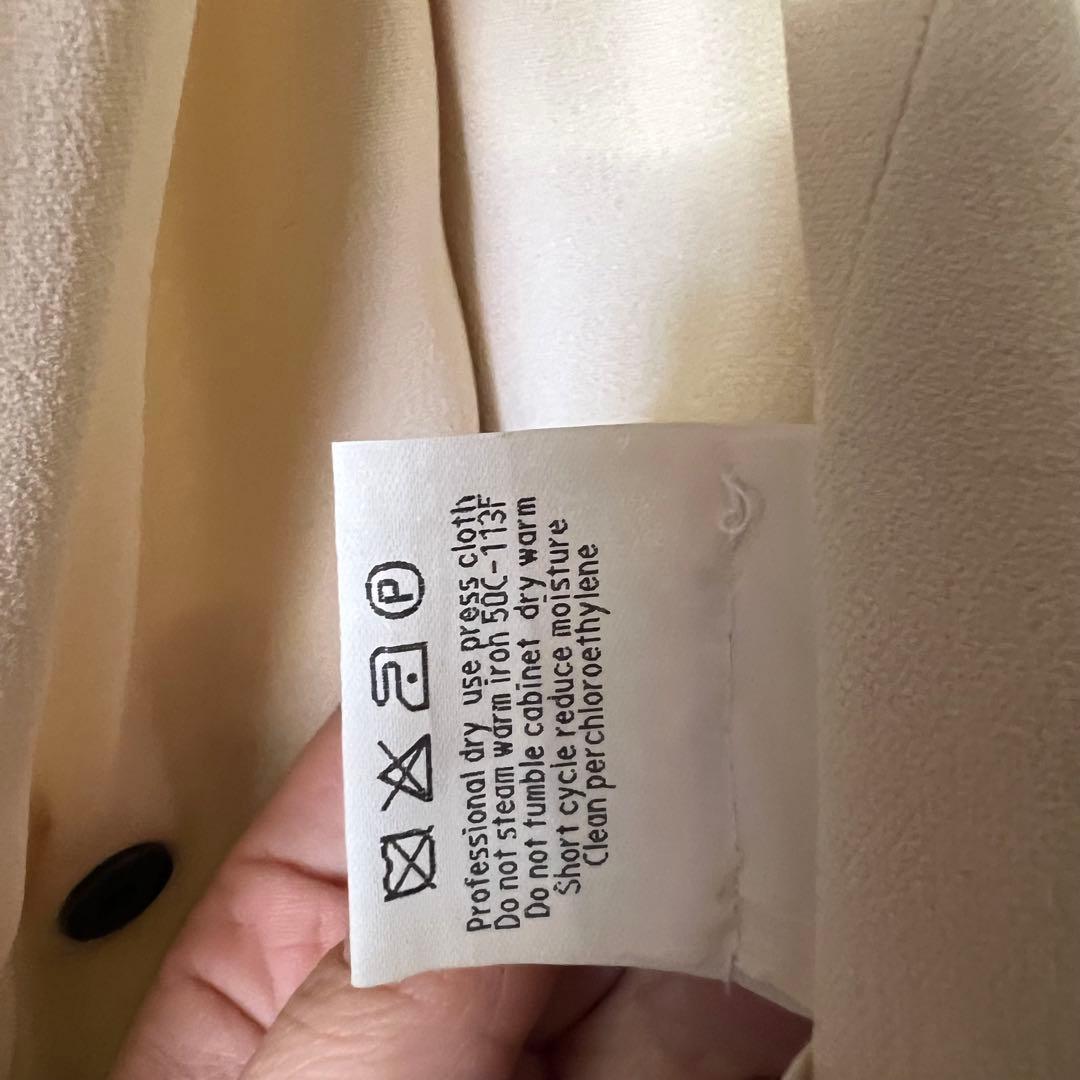 P
Professional dry use press cloth
Do not steam warm iron 50C-113F
Do not tumble cabinet dry warm
Short cycle reduce moisture
Clean perchloroethylene